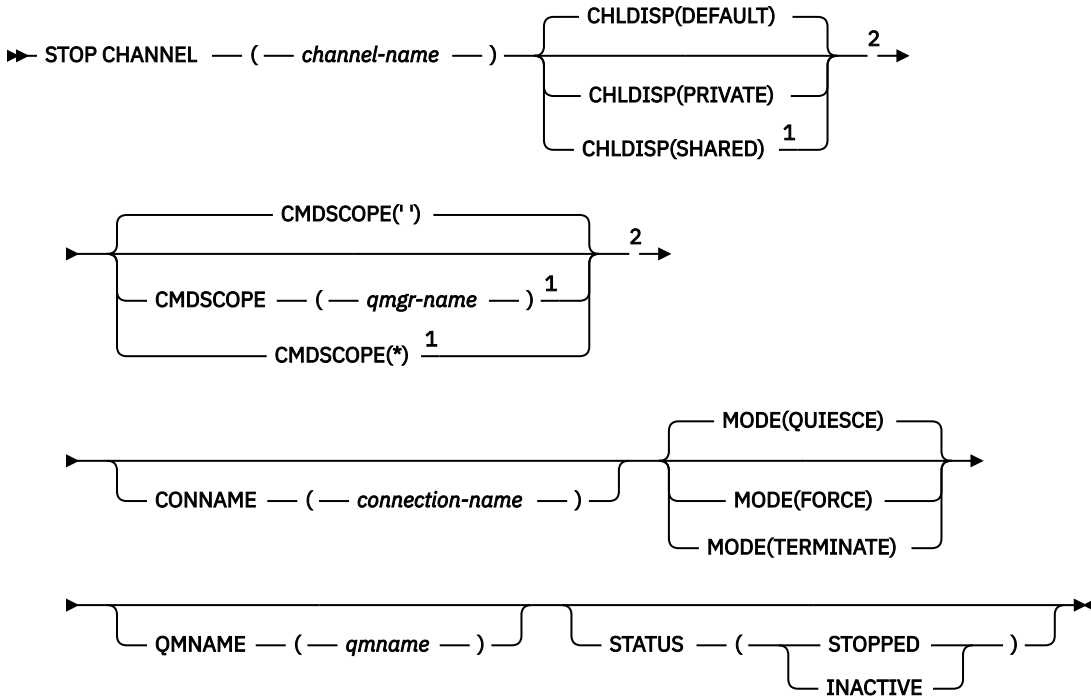 CHLDISP(DEFAULT)
STOP CHANNEL ( channel-name ) 2
CHLDISP(PRIVATE)
CHLDISP(SHARED) 1
CMDSCOPE(' ')
2
CMDSCOPE ( qmgr-name ) 1
CMDSCOPE(*) 1
MODE(QUIESCE)
CONNAME ( connection-name ) MODE(FORCE)
MODE(TERMINATE)
QMNAME ( qmname ) STATUS ( STOPPED )
INACTIVE